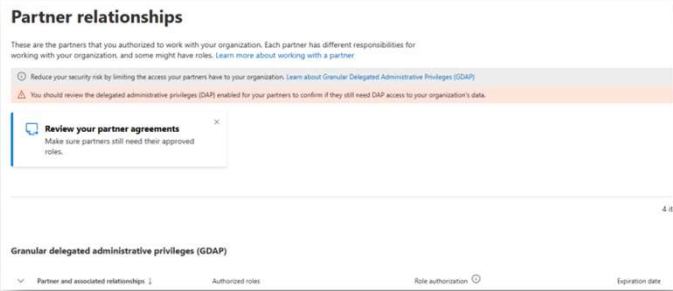 Partner relationships
These are the partners that you authorized to work with your organization. Each partner has different responsibilities for
working with your organization, and some might have roles. Learn more about working with a partner
Reduce your security risk by limiting the access your partners have to your organization. Learn about Granular Delegated Administrative Privileges (GDAP)
You should review the delegated administrative privileges (DAP) enabled for your partners to confirm if they still need DAP access to your organization's data.
Review your partner agreements
Make sure partners still need their approved
roles.
4
Granular delegated administrative privileges (GDAP)
Partner and associated relationships ↓ Authorized roles Role authorization Expiration date